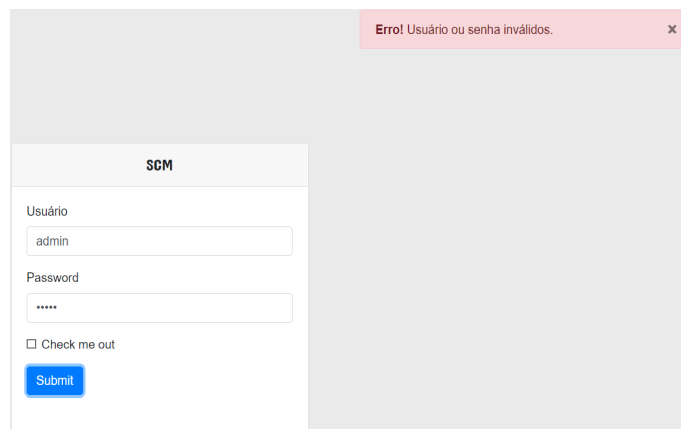 Erro! Usuário ou senha inválidos. ×
SCM
Usuário
admin
Password
•••••
Check me out
Submit